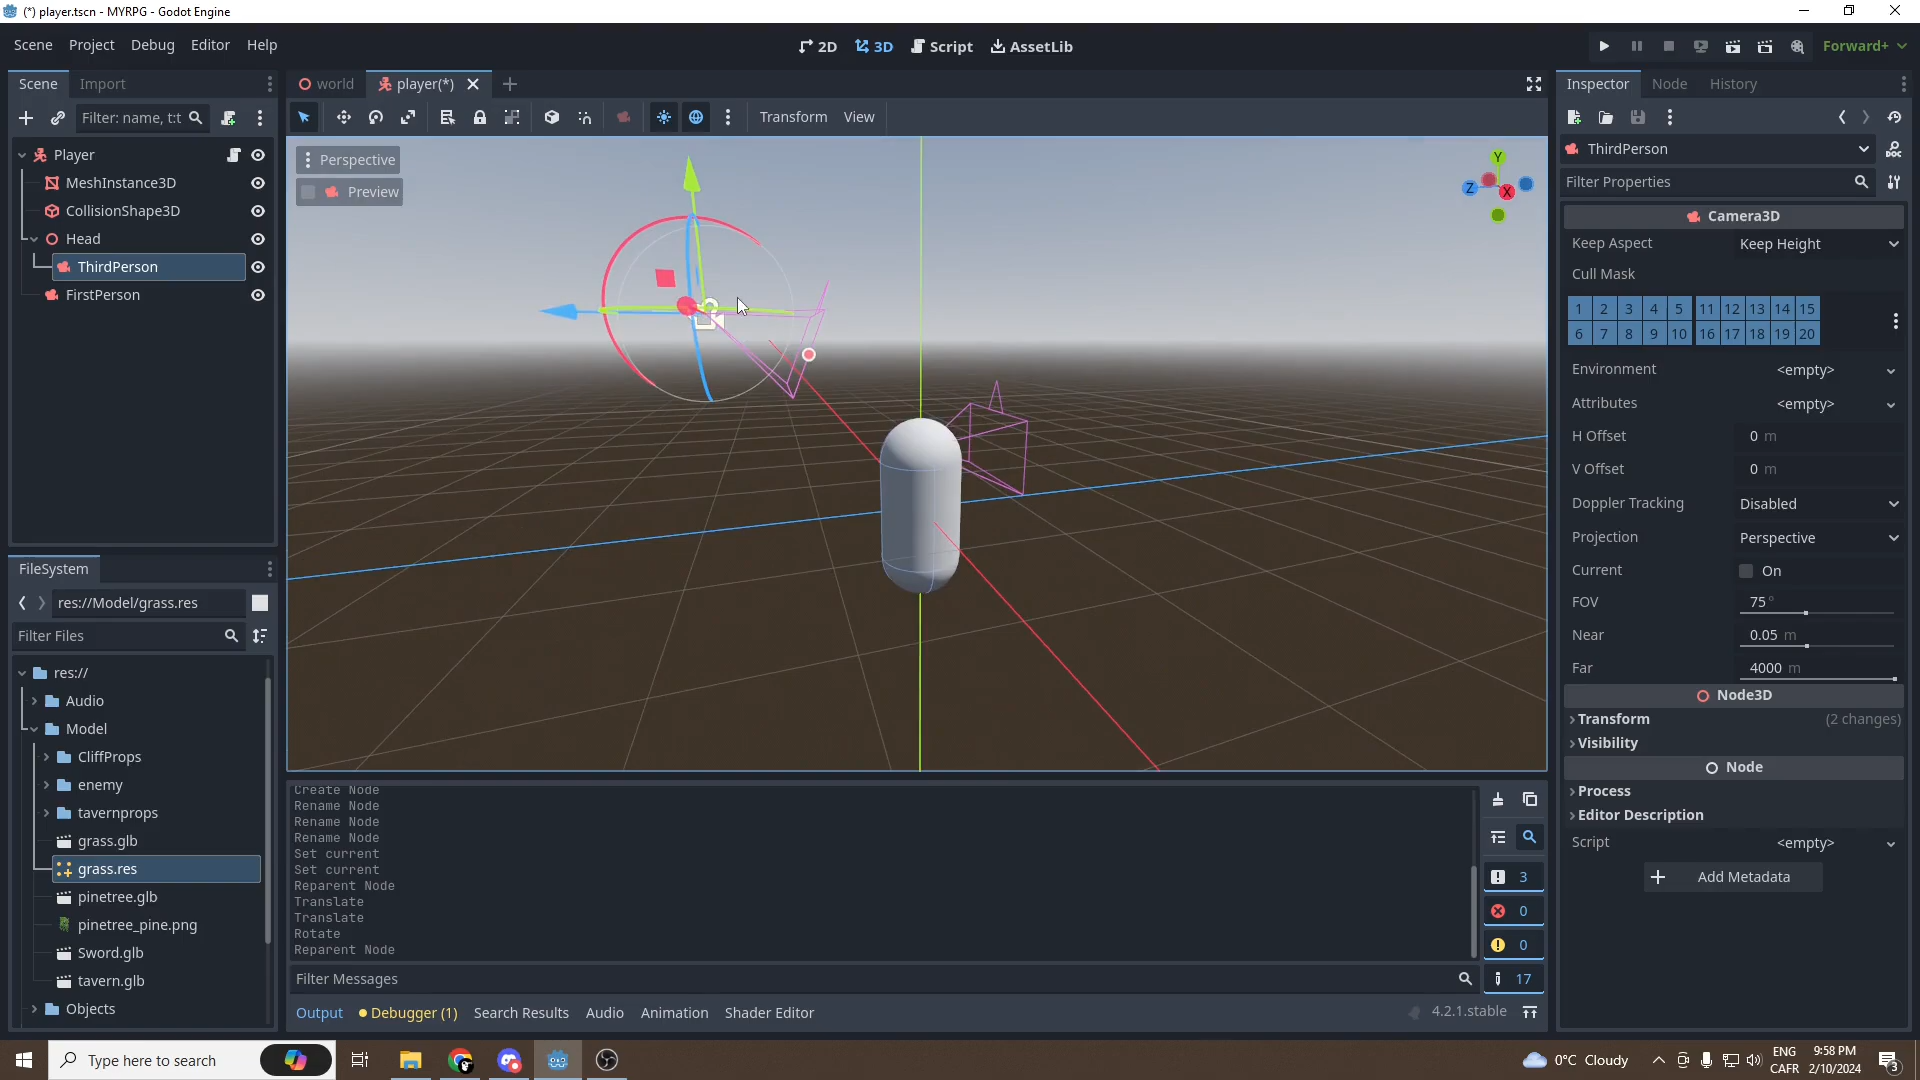 (*) player.tscn - MYRPG - Godot Engine
Scene Project Debug Editor Help
2D 3D Script AssetLib
Forward+
Scene Import
world player(*)
Inspector Node History
Filter: name, t:t
Transform View
Player
MeshInstance3D
CollisionShape3D
Head
ThirdPerson
FirstPerson
Perspective
Preview
Y
Z
X
ThirdPerson
Filter Properties
Camera3D
Keep Aspect Keep Height
Cull Mask
1 2 3 4 5 11 12 13 14 15
6 7 8 9 10 16 17 18 19 20
Environment <empty>
Attributes <empty>
H Offset 0 m
V Offset 0 m
Doppler Tracking Disabled
Projection Perspective
Current On
FOV 75 °
Near 0.05 m
Far 4000 m
Node3D
Transform (2 changes)
Visibility
Node
Process
Editor Description
Script <empty>
Add Metadata
FileSystem
res://Model/grass.res
Filter Files
res://
Audio
Model
CliffProps
enemy
tavernprops
grass.glb
grass.res
pinetree.glb
pinetree_pine.png
Sword.glb
tavern.glb
Objects
Create Node
Rename Node
Rename Node
Rename Node
Set current
Set current
Reparent Node
Translate
Translate
Rotate
Reparent Node
3
0
0
17
Filter Messages
Output Debugger (1) Search Results Audio Animation Shader Editor
4.2.1.stable
Type here to search
0°C Cloudy
ENG
CAFR
9:58 PM
2/10/2024
3